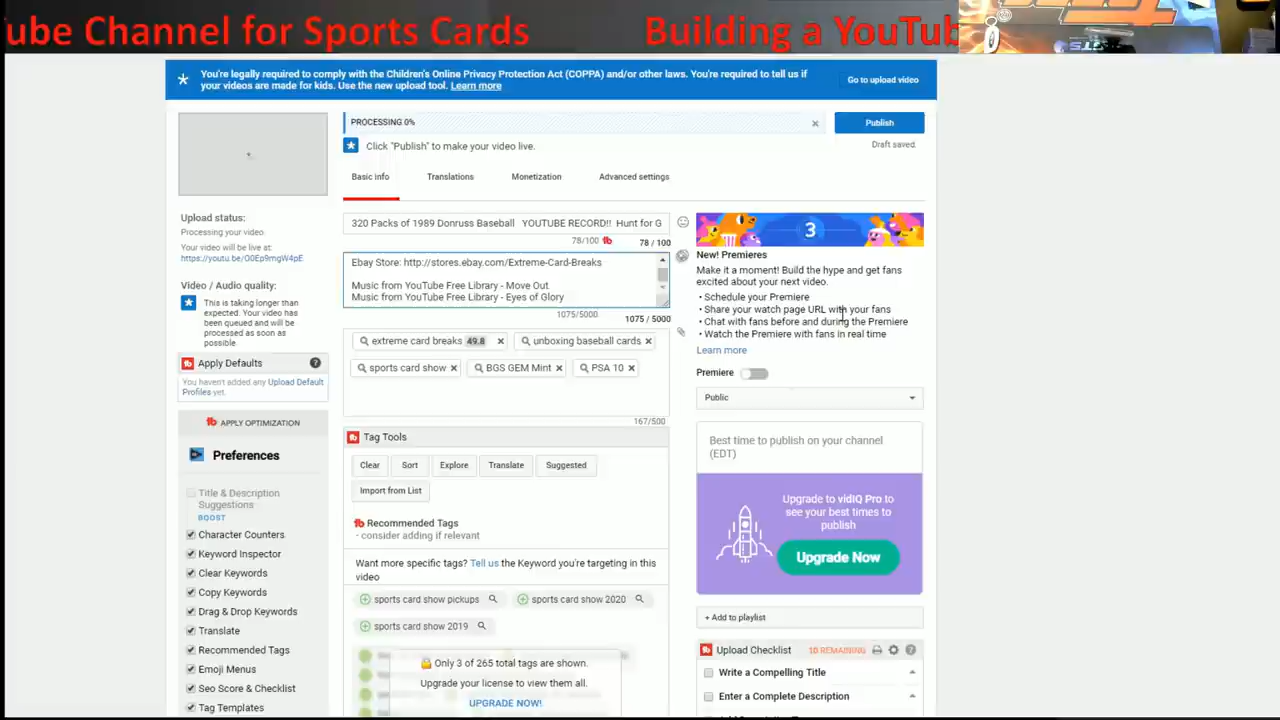 ube Channel for Sports Cards
Building a YouTub
You're legally required to comply with the Children's Online Privacy Protection Act (COPPA) and/or other laws. You're required to tell us if
your videos are made for kids. Use the new upload tool. Learn more
Go to upload video
PROCESSING 0%
Publish
Click "Publish" to make your video live.
Draft saved.
Basic info
Translations
Monetization
Advanced settings
Upload status:
Processing your video.
Your video will be live at:
https://youtu.be/O0Ep9mgW4pE
Video / Audio quality:
This is taking longer than
expected. Your video has
been queued and will be
processed as soon as
possible
Apply Defaults
You haven't added any Upload Default
Profiles yet.
APPLY OPTIMIZATION
Preferences
Title & Description
Suggestions
BOOST
Character Counters
Keyword Inspector
Clear Keywords
Copy Keywords
Drag & Drop Keywords
Translate
Recommended Tags
Emoji Menus
Seo Score & Checklist
Tag Templates
320 Packs of 1989 Donruss Baseball YOUTUBE RECORD!! Hunt for G
78/100
78 / 100
Ebay Store: http://stores.ebay.com/Extreme-Card-Breaks
Music from YouTube Free Library - Move Out
Music from YouTube Free Library - Eyes of Glory
1075/5000
1075 / 5000
extreme card breaks 49.8
unboxing baseball cards
sports card show
BGS GEM Mint
PSA 10
167/500
Tag Tools
Clear
Sort
Explore
Translate
Suggested
Import from List
Recommended Tags
- consider adding if relevant
Want more specific tags? Tell us the Keyword you're targeting in this
video
sports card show pickups
sports card show 2020
sports card show 2019
Only 3 of 265 total tags are shown.
Upgrade your license to view them all.
UPGRADE NOW!
3
New! Premieres
Make it a moment! Build the hype and get fans
excited about your next video.
• Schedule your Premiere
• Share your watch page URL with your fans
• Chat with fans before and during the Premiere
• Watch the Premiere with fans in real time
Learn more
Premiere
Public
Best time to publish on your channel
(EDT)
Upgrade to vidIQ Pro to
see your best times to
publish
Upgrade Now
+ Add to playlist
Upload Checklist
10 REMAINING
Write a Compelling Title
Enter a Complete Description